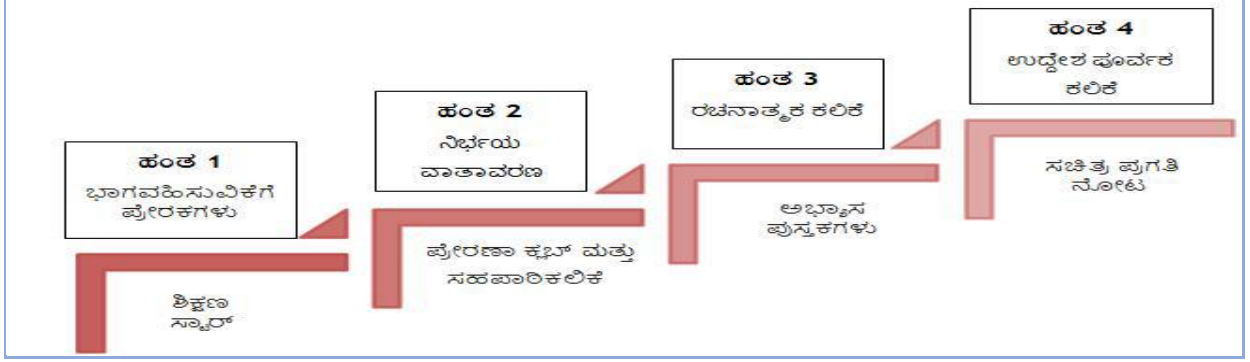 ಹಂತ 1
ಭಾಗವಹಿಸುವಿಕೆಗೆ
ಪ್ರೇರಕಗಳು
ಶಿಕ್ಷಣ
ಸ್ಟಾರ್
ಹಂತ 2
ನಿರ್ಭಯ
ವಾತಾವರಣ
ಪ್ರೇರಣಾ ಕ್ಲಬ್ ಮತ್ತು
ಸಹಪಾಠಿಕಲಿಕೆ
ಹಂತ 3
ರಚನಾತ್ಮಕ ಕಲಿಕೆ
ಅಭ್ಯಾಸ
ಪುಸ್ತಕಗಳು
ಹಂತ 4
ಉದ್ದೇಶ ಪೂರ್ವಕ
ಕಲಿಕೆ
ಸಚಿತ್ರ ಪ್ರಗತಿ
ನೋಟ